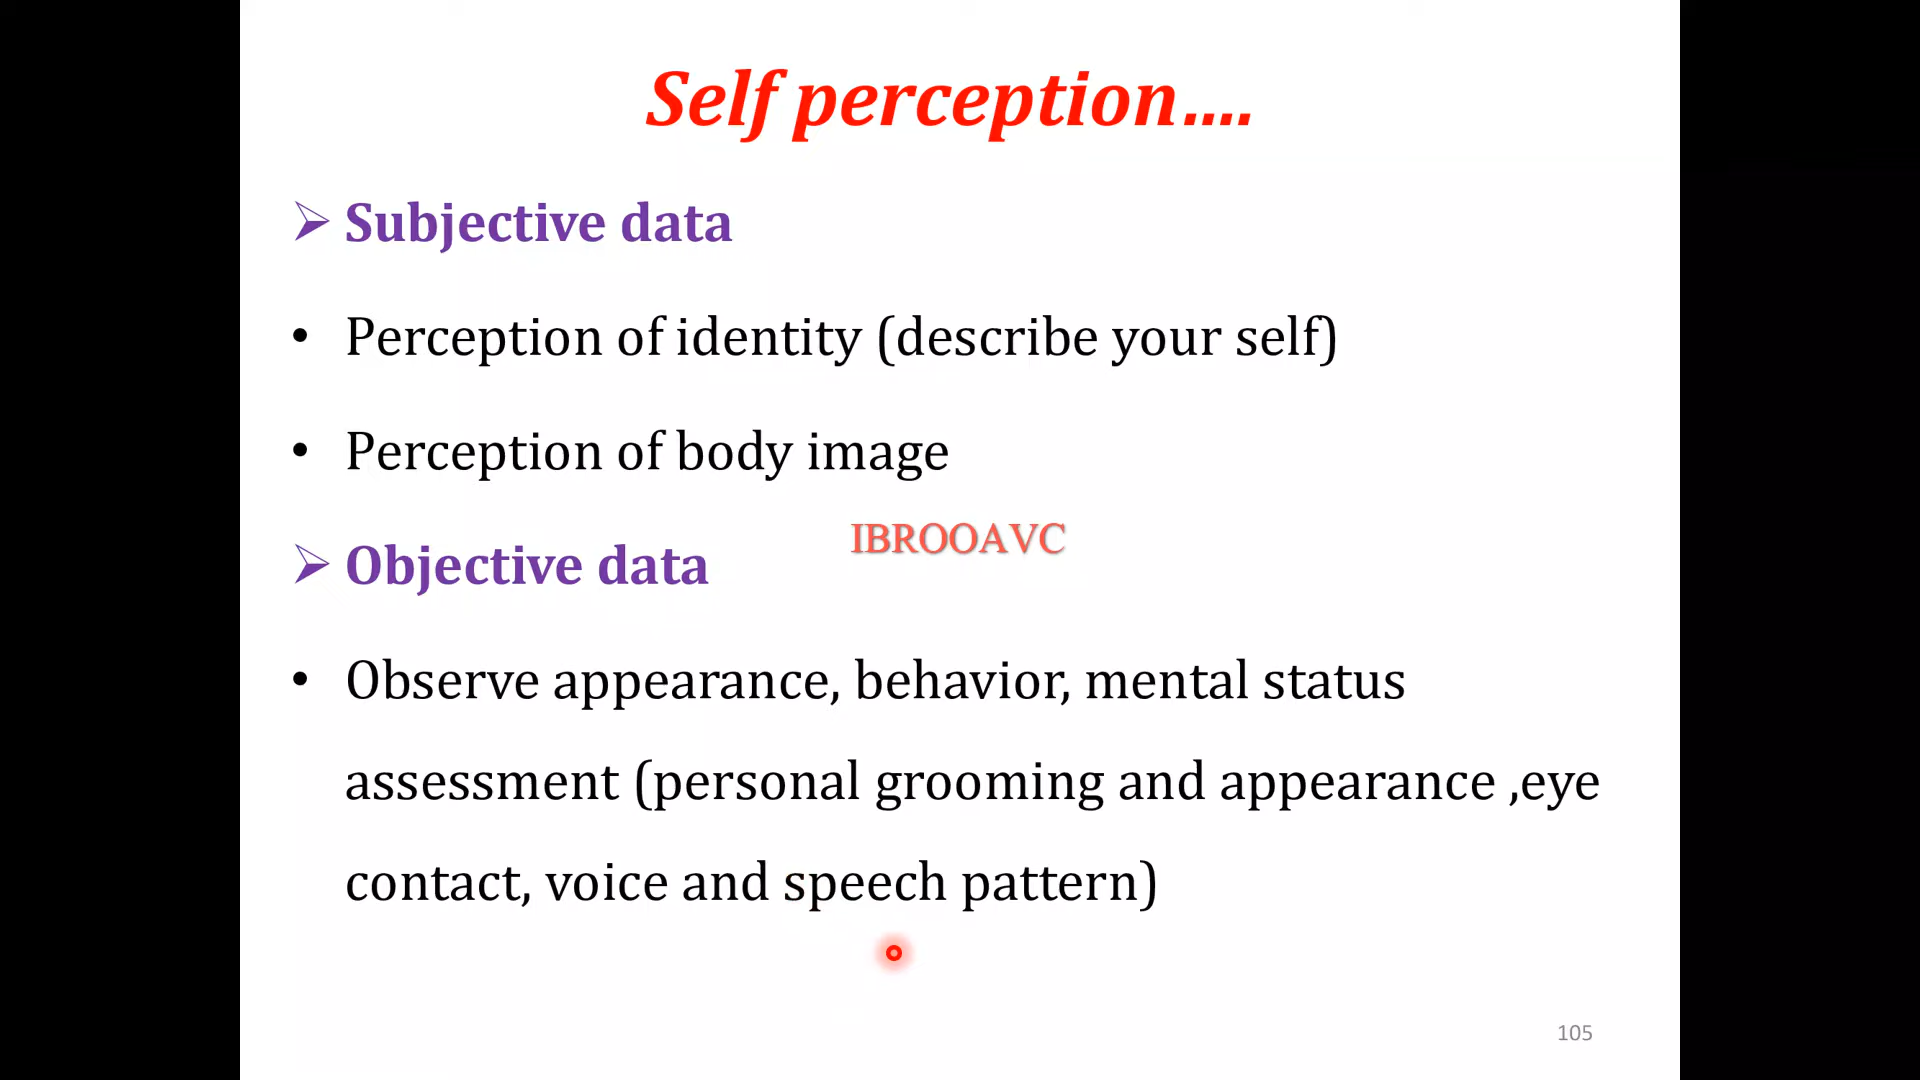 Self perception....
➢ Subjective data
• Perception of identity (describe your self)
• Perception of body image
IBROOAVC
➢ Objective data
• Observe appearance, behavior, mental status
assessment (personal grooming and appearance ,eye
contact, voice and speech pattern)
105